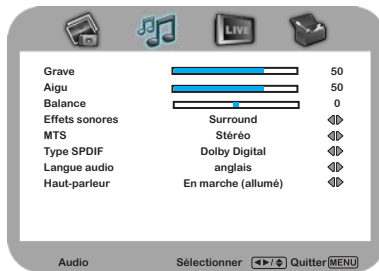 LIVE
Grave 50
Aigu 50
Balance 0
Effets sonores Surround
MTS Stéréo
Type SPDIF Dolby Digital
Langue audio anglais
Haut-parleur En marche (allumé)
Audio Sélectionner ◄►/ ⬘ Quitter MENU